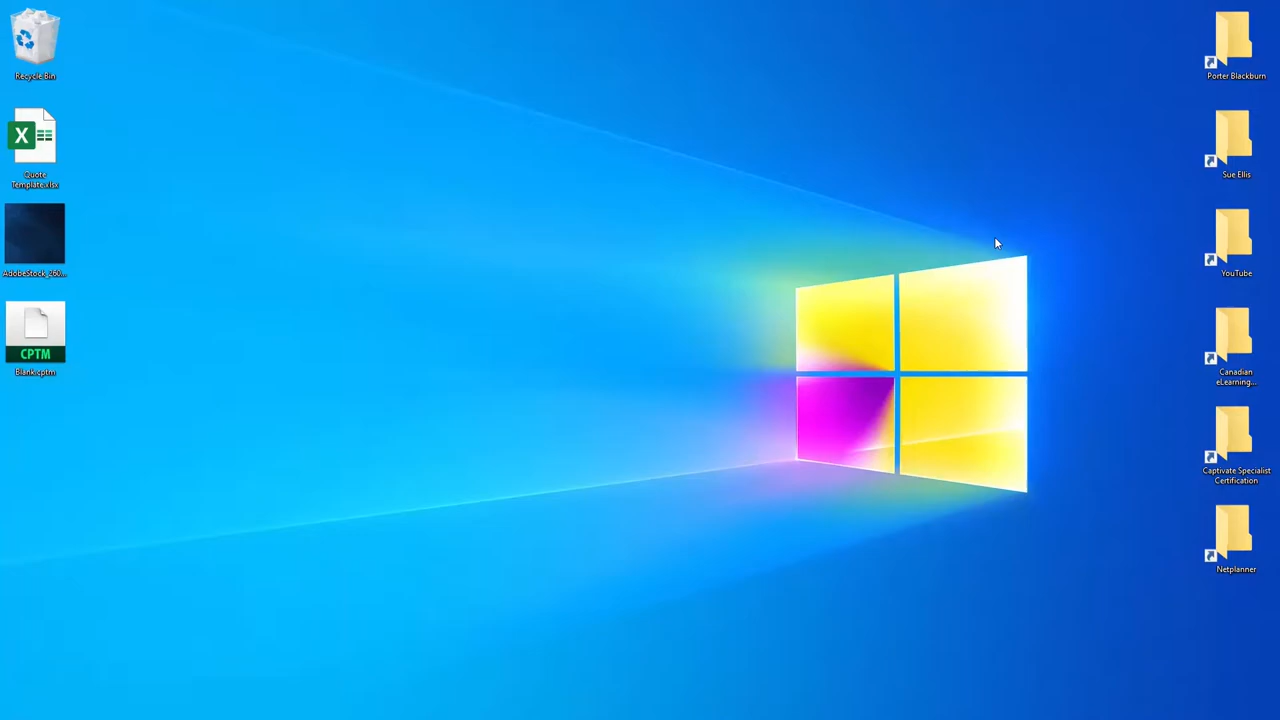 Recycle Bin
X
Quote
Template.xlsx
AdobeStock_260...
CPTM
Blank.cptm
Porter Blackburn
Sue Ellis
YouTube
Canadian
eLearning...
Captivate Specialist
Certification
Netplanner